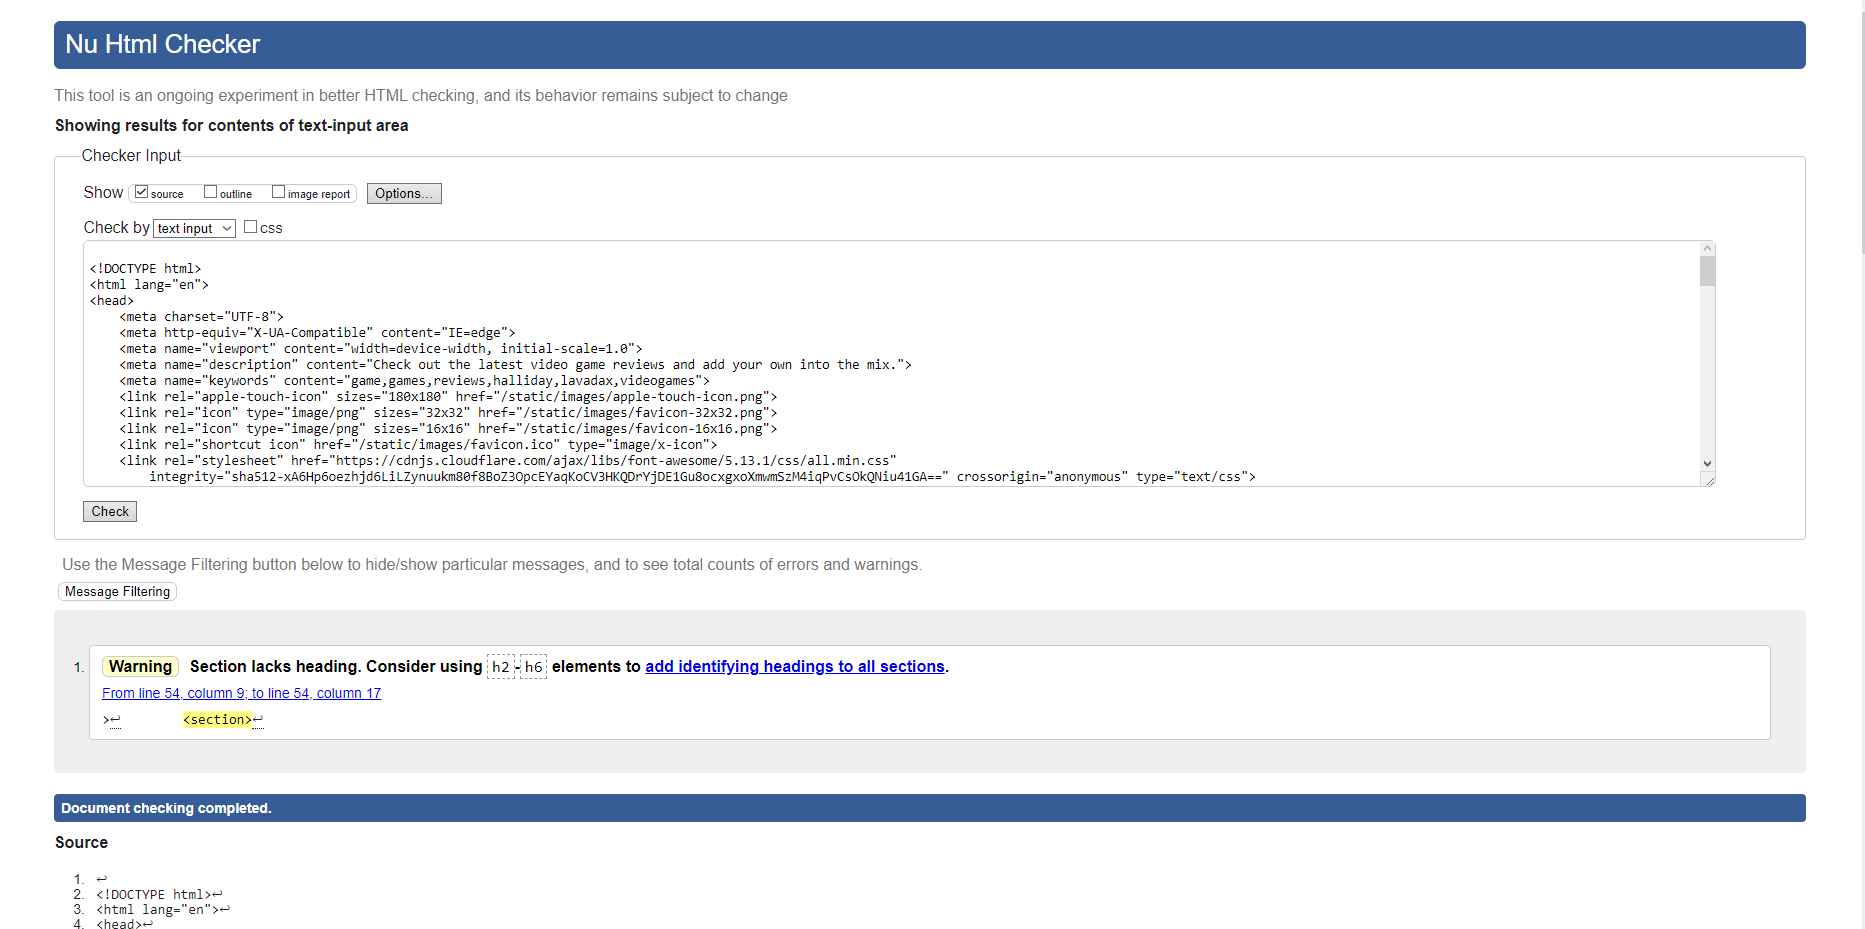 Nu Html Checker
This tool is an ongoing experiment in better HTML checking, and its behavior remains subject to change
Showing results for contents of text-input area
Checker Input
Show source outline image report Options...
Check by text input css
<!DOCTYPE html>
<html lang="en">
<head>
    <meta charset="UTF-8">
    <meta http-equiv="X-UA-Compatible" content="IE=edge">
    <meta name="viewport" content="width=device-width, initial-scale=1.0">
    <meta name="description" content="Check out the latest video game reviews and add your own into the mix.">
    <meta name="keywords" content="game,games,reviews,halliday,lavadax,videogames">
    <link rel="apple-touch-icon" sizes="180x180" href="/static/images/apple-touch-icon.png">
    <link rel="icon" type="image/png" sizes="32x32" href="/static/images/favicon-32x32.png">
    <link rel="icon" type="image/png" sizes="16x16" href="/static/images/favicon-16x16.png">
    <link rel="shortcut icon" href="/static/images/favicon.ico" type="image/x-icon">
    <link rel="stylesheet" href="https://cdnjs.cloudflare.com/ajax/libs/font-awesome/5.13.1/css/all.min.css"
        integrity="sha512-xA6Hp6oezhjd6LiLZynuukm80f8BoZ3OpcEYaqKoCV3HKQDrYjDE1Gu8ocxgxoXmwmSzM4iqPvCsOkQNiu41GA==" crossorigin="anonymous" type="text/css">
Check
Use the Message Filtering button below to hide/show particular messages, and to see total counts of errors and warnings.
Message Filtering
1. Warning Section lacks heading. Consider using h2-h6 elements to add identifying headings to all sections.
From line 54, column 9; to line 54, column 17
>↩        <section>↩
Document checking completed.
Source
1. ↩
2. <!DOCTYPE html>↩
3. <html lang="en">↩
4. <head>↩